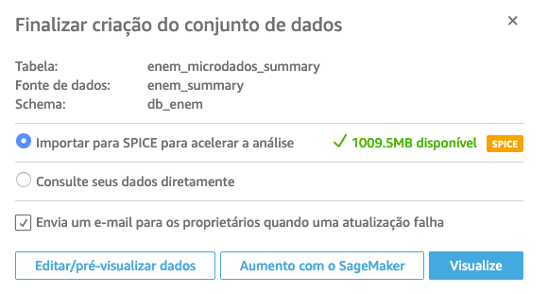 Finalizar criação do conjunto de dados
Tabela: enem_microdados_summary
Fonte de dados: enem_summary
Schema: db_enem
Importar para SPICE para acelerar a análise 1009.5MB disponível SPICE
Consulte seus dados diretamente
Envia um e-mail para os proprietários quando uma atualização falha
Editar/pré-visualizar dados Aumento com o SageMaker Visualize